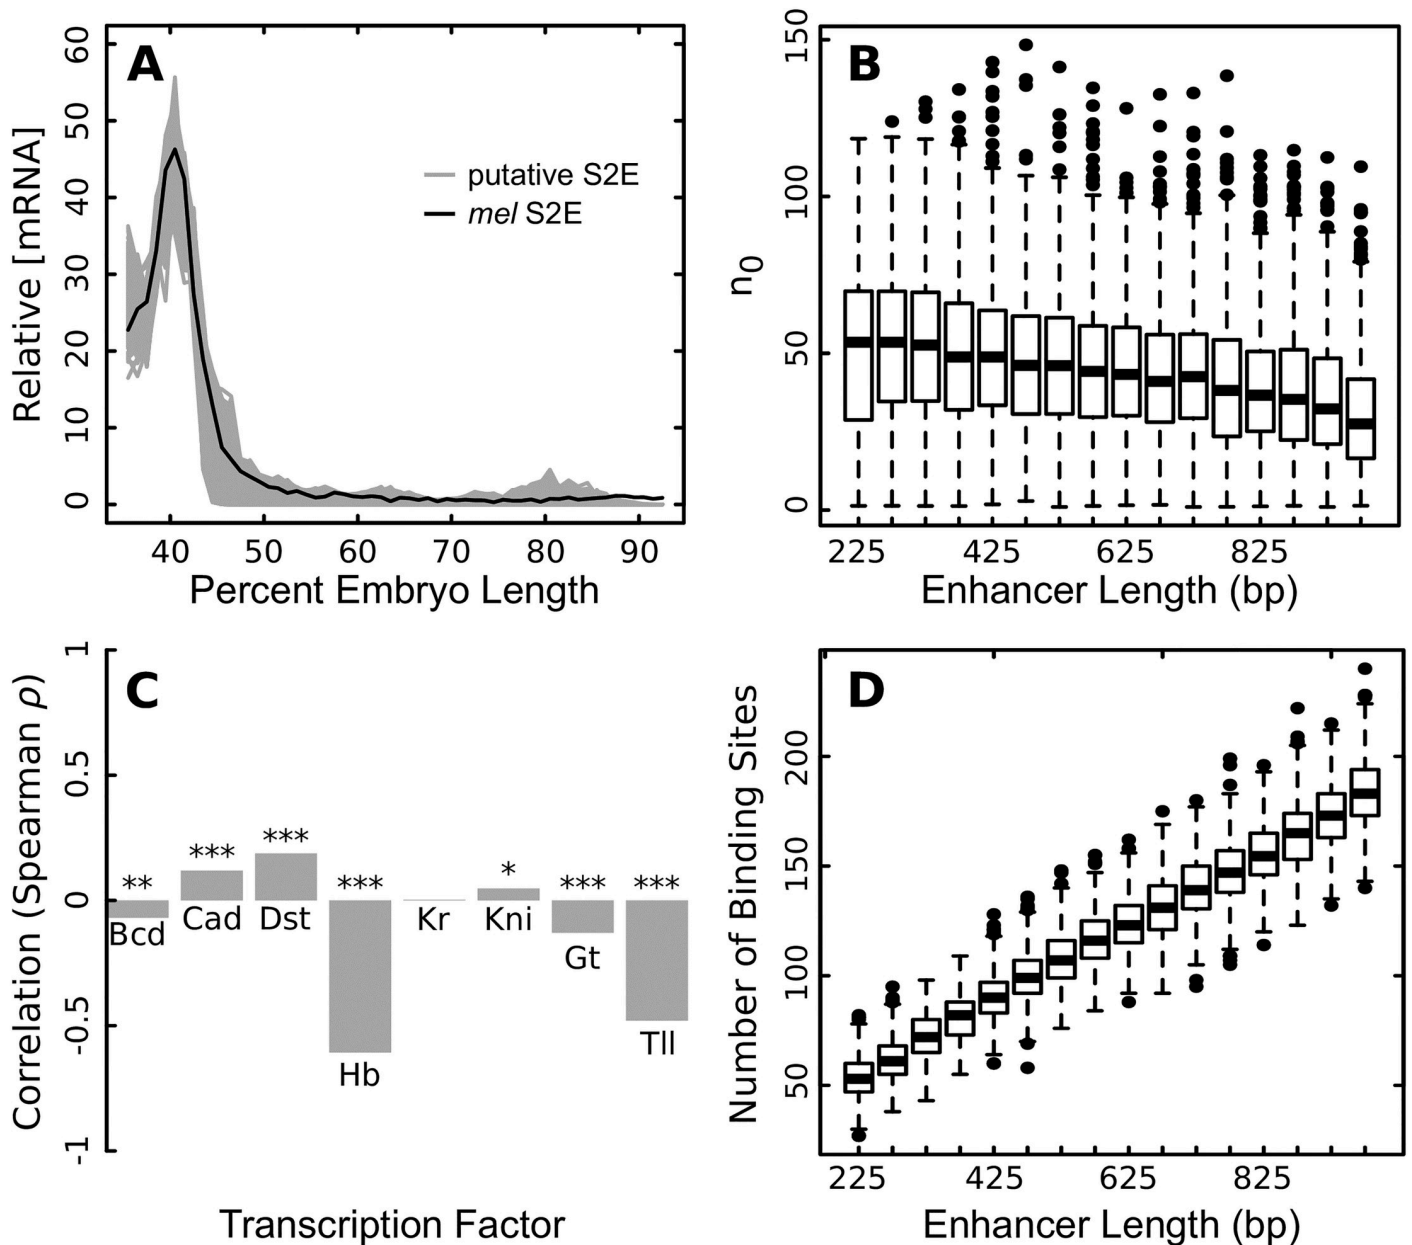 A
60
50
40
30
20
10
0
Relative [mRNA]
putative S2E
mel S2E
40 50 60 70 80 90
Percent Embryo Length
B
150
100
50
0
n0
225 425 625 825
Enhancer Length (bp)
C
1
0.5
0
-0.5
-1
Correlation (Spearman ρ)
** *** *** *** * *** ***
Bcd Cad Dst Hb Kr Kni Gt Tll
Transcription Factor
D
200
150
100
50
Number of Binding Sites
225 425 625 825
Enhancer Length (bp)